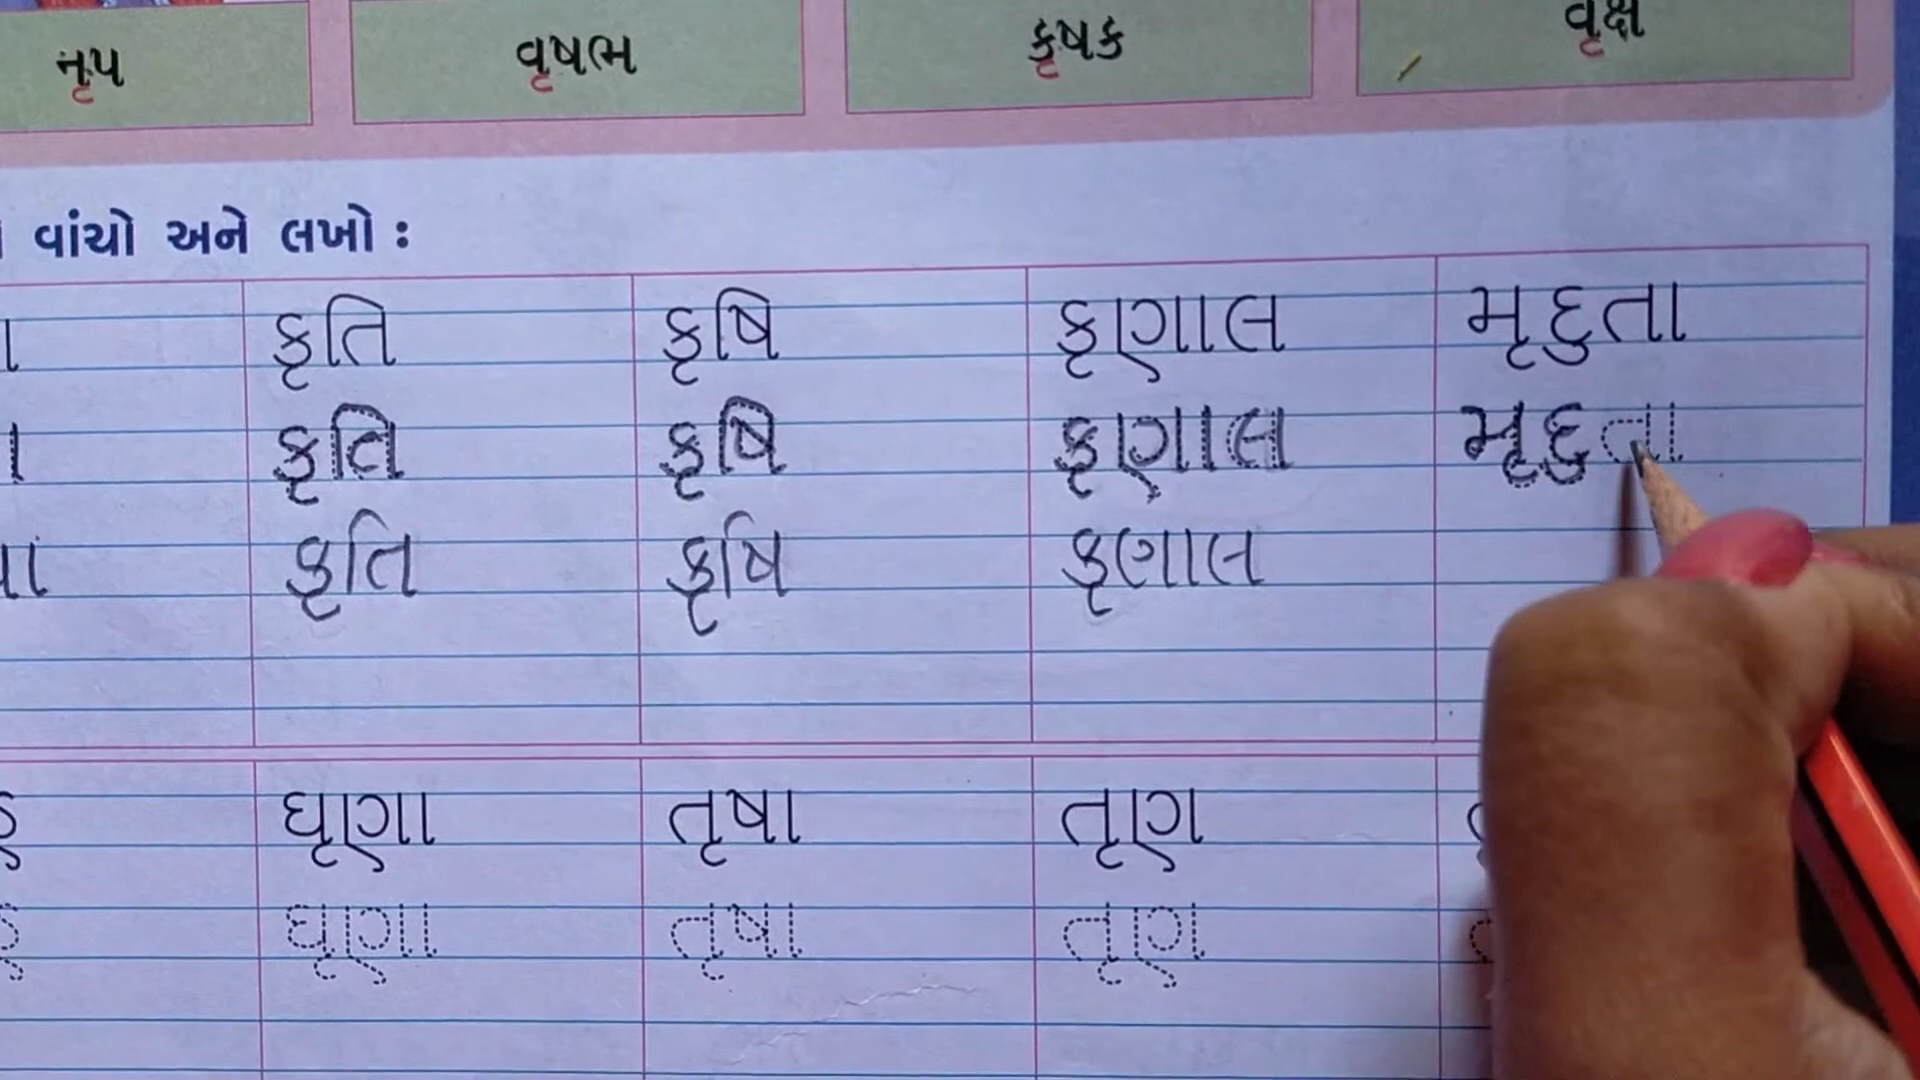 નૃપ વૃષભ કૃષક વૃક્ષ
વાંચો અને લખો :
કૃતિ કૃષિ કૃણાલ મૃદુતા
કૃતિ કૃષિ કૃણાલ મૃદુતા
કૃતિ કૃષિ કૃણાલ
ઘૃણા તૃષા તૃણ
ઘૃણા તૃષા તૃણ